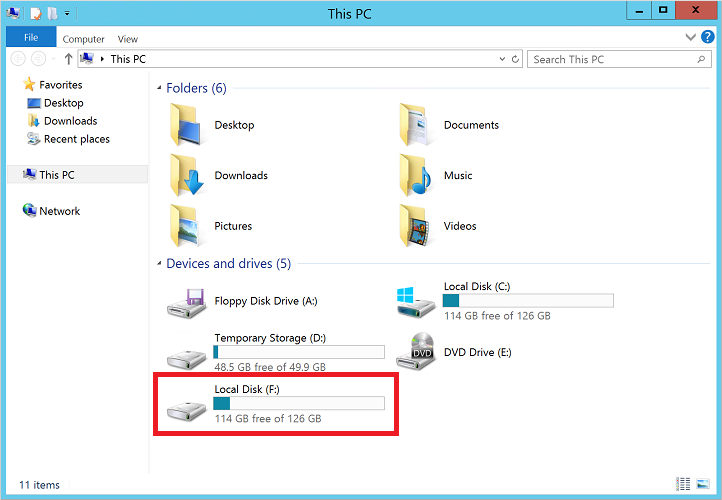 This PC
File
Computer
View
This PC
Search This PC
Favorites
Desktop
Downloads
Recent places
This PC
Network
Folders (6)
Desktop
Documents
Downloads
Music
Pictures
Videos
Devices and drives (5)
Floppy Disk Drive (A:)
Local Disk (C:)
114 GB free of 126 GB
Temporary Storage (D:)
48.5 GB free of 49.9 GB
DVD Drive (E:)
DVD
Local Disk (F:)
114 GB free of 126 GB
11 items